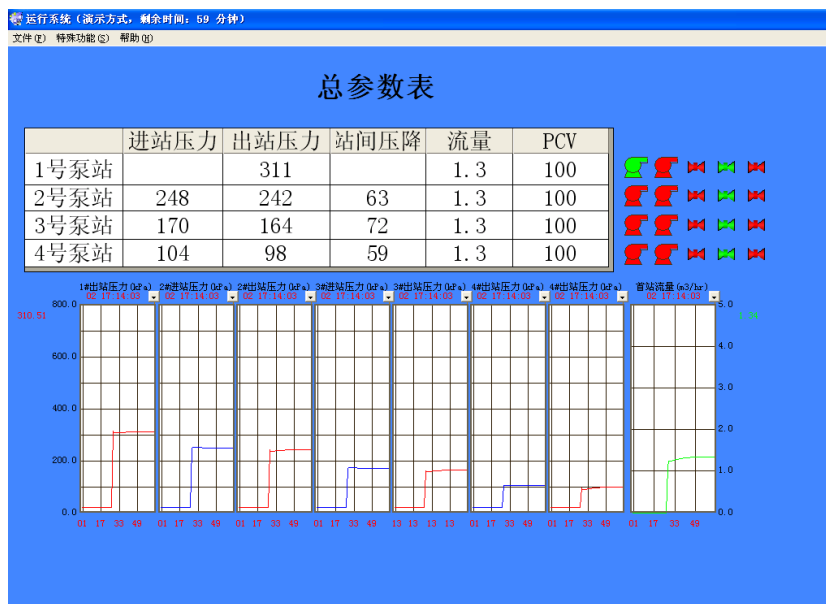 运行系统(演示方式，剩余时间：59 分钟)
文件(F) 特殊功能(S) 帮助(H)
总参数表
进站压力 出站压力 站间压降 流量 PCV
1号泵站 311 1.3 100
2号泵站 248 242 63 1.3 100
3号泵站 170 164 72 1.3 100
4号泵站 104 98 59 1.3 100
1#出站压力(kPa) 2#进站压力(kPa) 2#出站压力(kPa) 3#进站压力(kPa) 3#出站压力(kPa) 4#进站压力(kPa) 4#出站压力(kPa) 首站流量(m3/hr)
02 17:14:03 02 17:14:03 02 17:14:03 02 17:14:03 02 17:14:03 02 17:14:03 02 17:14:03 02 17:14:03
800.0 5.0
310.51 1.34
4.0
600.0
3.0
400.0
2.0
200.0
1.0
0.0 0.0
01 17 33 49 01 17 33 49 01 17 33 49 01 17 33 49 13 13 13 13 01 17 33 49 01 17 33 49 01 17 33 49